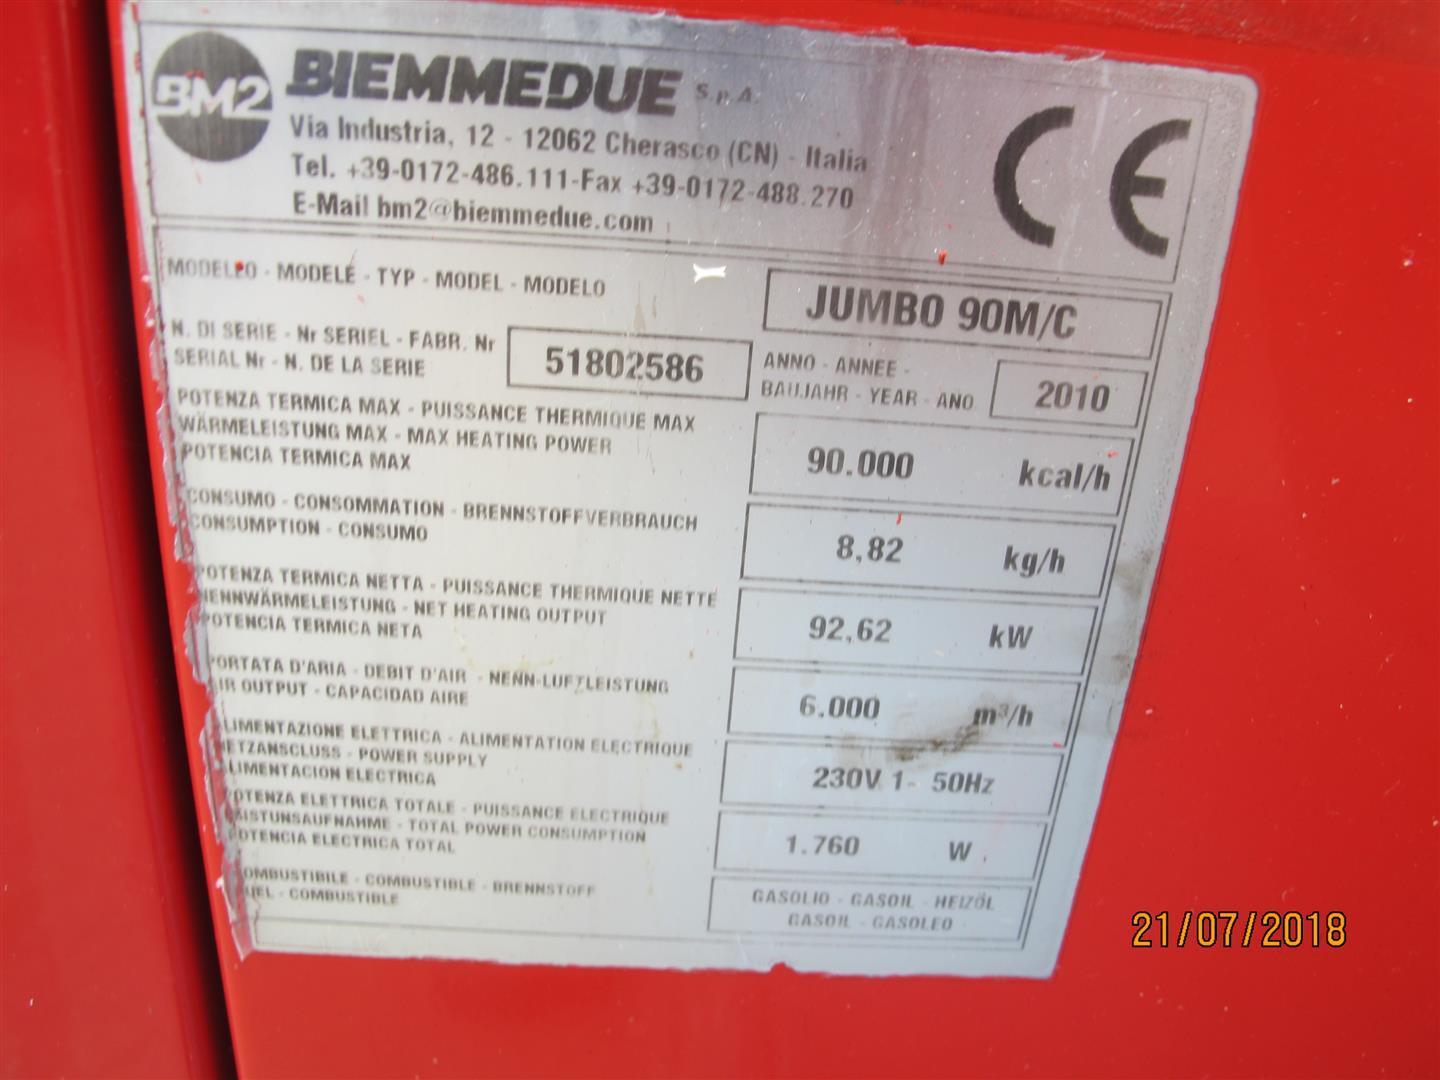 BM2 BIEMMEDUE S.p.A.
Via Industria, 12 - 12062 Cherasco (CN) - Italia
Tel. +39-0172-486.111-Fax +39-0172-488.270
E-Mail bm2@biemmedue.com
CE
MODELLO - MODELE - TYP - MODEL - MODELO
JUMBO 90M/C
N. DI SERIE - Nr SERIEL - FABR. Nr
SERIAL Nr - N. DE LA SERIE
51802586
ANNO - ANNEE -
BAUJAHR - YEAR - ANO
2010
POTENZA TERMICA MAX - PUISSANCE THERMIQUE MAX
WÄRMELEISTUNG MAX - MAX HEATING POWER
POTENCIA TERMICA MAX
90.000 kcal/h
CONSUMO - CONSOMMATION - BRENNSTOFFVERBRAUCH
CONSUMPTION - CONSUMO
8,82 kg/h
POTENZA TERMICA NETTA - PUISSANCE THERMIQUE NETTE
NENNWÄRMELEISTUNG - NET HEATING OUTPUT
POTENCIA TERMICA NETA
92,62 kW
PORTATA D'ARIA - DEBIT D'AIR - NENN-LUFTLEISTUNG
AIR OUTPUT - CAPACIDAD AIRE
6.000 m³/h
ALIMENTAZIONE ELETTRICA - ALIMENTATION ELECTRIQUE
NETZANSCLUSS - POWER SUPPLY
ALIMENTACION ELECTRICA
230V 1~ 50Hz
POTENZA ELETTRICA TOTALE - PUISSANCE ELECTRIQUE
LEISTUNSAUFNAHME - TOTAL POWER CONSUMPTION
POTENCIA ELECTRICA TOTAL
1.760 W
COMBUSTIBILE - COMBUSTIBLE - BRENNSTOFF
FUEL - COMBUSTIBLE
GASOLIO - GASOIL - HEIZÖL
GASOIL - GASOLEO
21/07/2018